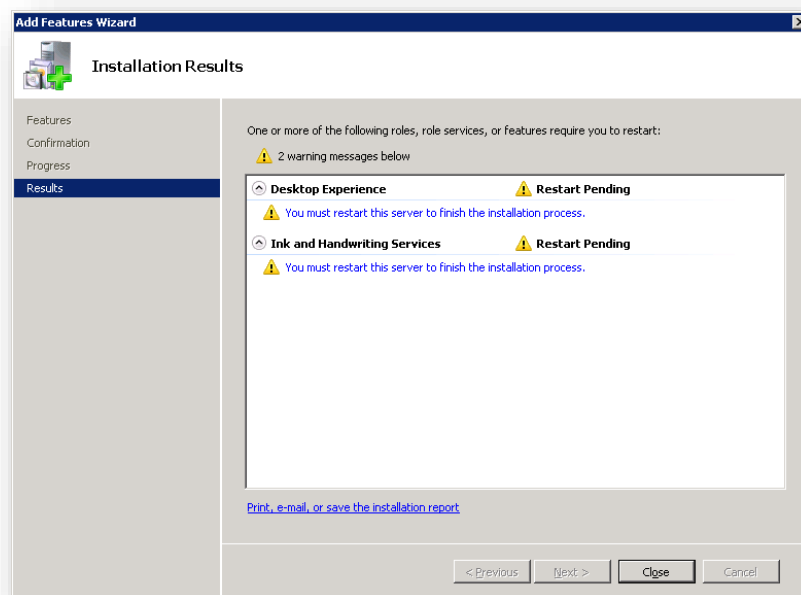 Add Features Wizard
Installation Results
Features
Confirmation
Progress
Results
One or more of the following roles, role services, or features require you to restart:
2 warning messages below
Desktop Experience Restart Pending
You must restart this server to finish the installation process.
Ink and Handwriting Services Restart Pending
You must restart this server to finish the installation process.
Print, e-mail, or save the installation report
< Previous Next > Close Cancel